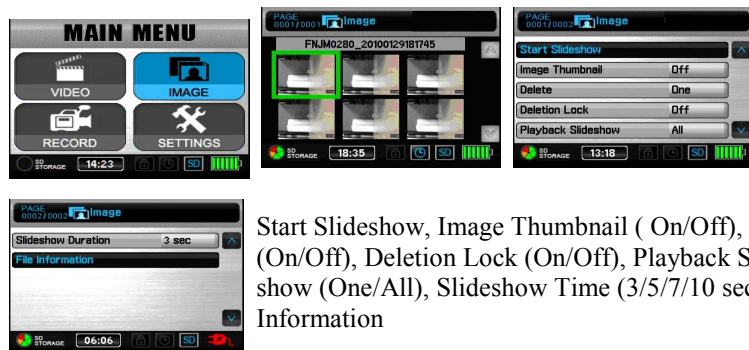 MAIN MENU
VIDEO
IMAGE
RECORD
SETTINGS
SD STORAGE 14:23 SD
PAGE 0001/0001 Image
FNJM0280_20100129181745
SD STORAGE 18:35 SD
PAGE 0001/0002 Image
Start Slideshow
Image Thumbnail Off
Delete One
Deletion Lock Off
Playback Slideshow All
SD STORAGE 13:18 SD
PAGE 0002/0002 Image
Slideshow Duration 3 sec
File Information
SD STORAGE 06:06 SD
Start Slideshow, Image Thumbnail ( On/Off),
(On/Off), Deletion Lock (On/Off), Playback S
show (One/All), Slideshow Time (3/5/7/10 sec
Information